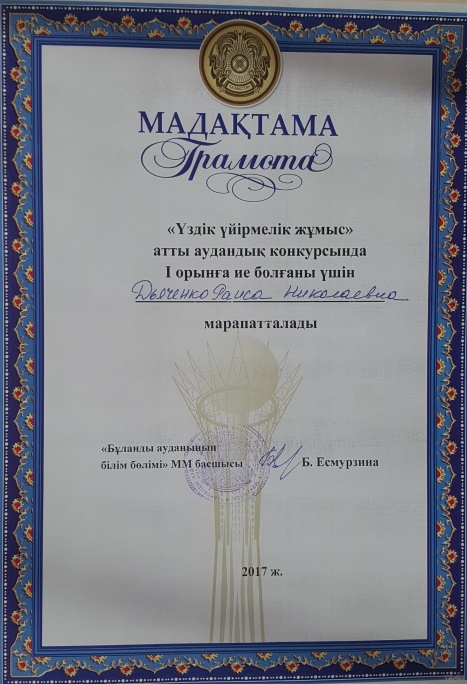 МАДАҚТАМА
Грамота
«Үздік үйірмелік жұмыс»
атты аудандық конкурсында
І орынға ие болғаны үшін
Дьяченко Раиса Николаевна
марапатталады
«Бұланды ауданының
білім бөлімі» ММ басшысы Б. Есмурзина
2017 ж.